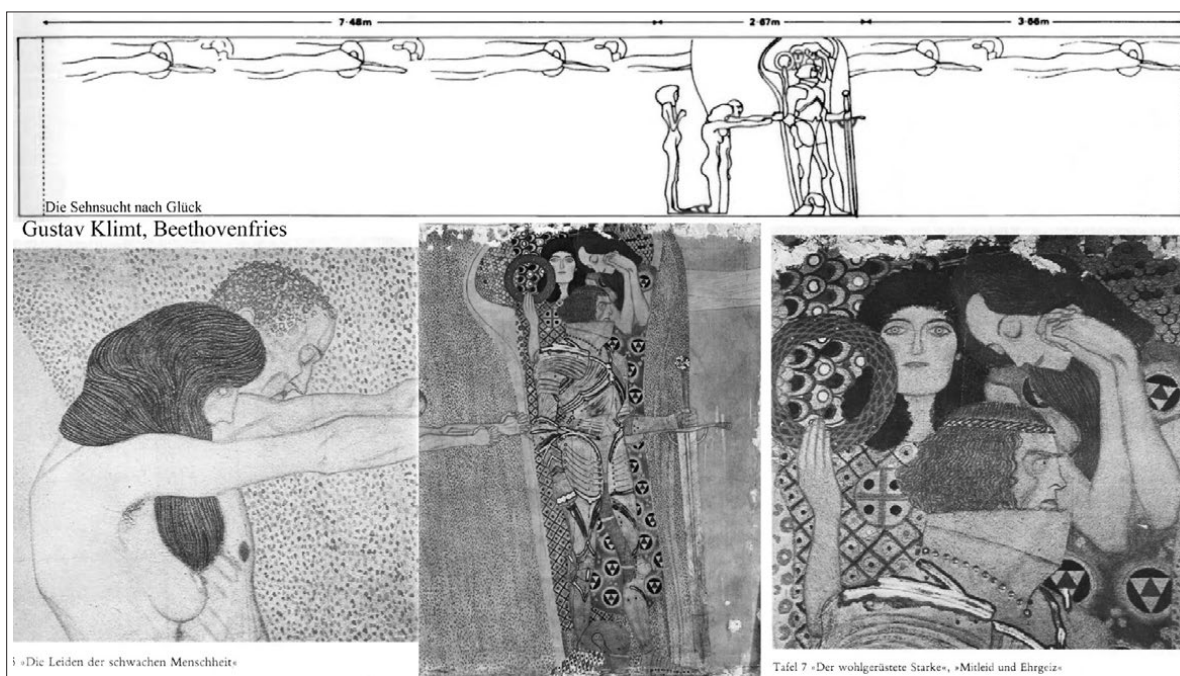 7·48m
2·67m
3·66m
Die Sehnsucht nach Glück
Gustav Klimt, Beethovenfries
»Die Leiden der schwachen Menschheit«
Tafel 7 »Der wohlgerüstete Starke«, »Mitleid und Ehrgeiz«